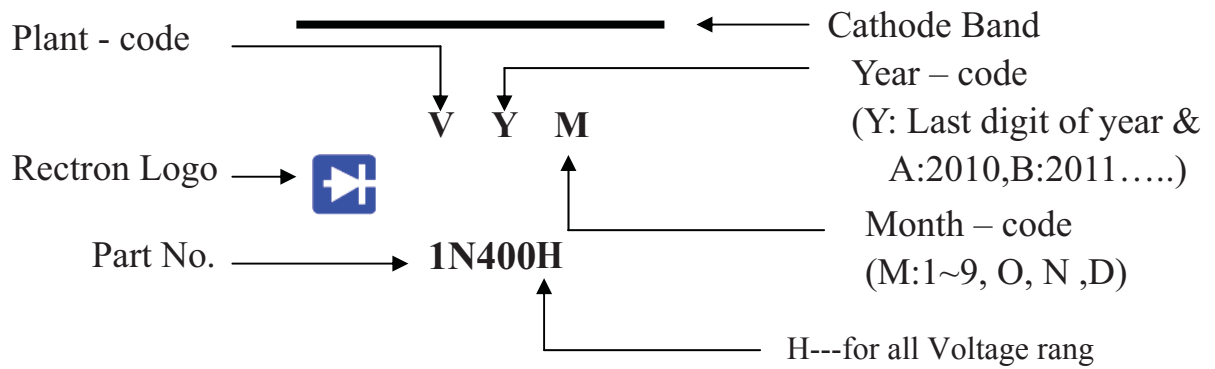 Plant - code
Cathode Band
Year – code
V Y M
(Y: Last digit of year &
A:2010,B:2011…..)
Rectron Logo
Month – code
Part No.
1N400H
(M:1~9, O, N ,D)
H---for all Voltage rang